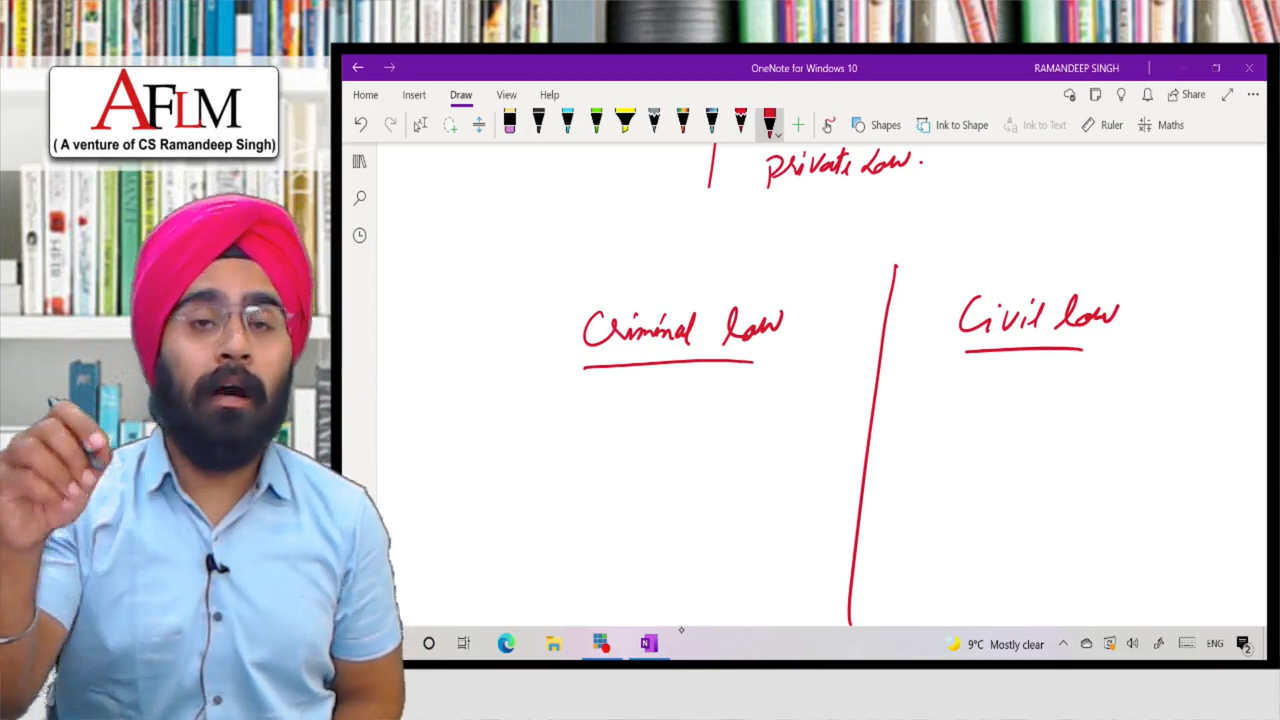 AFLM
( A venture of CS Ramandeep Singh)
OneNote for Windows 10
RAMANDEEP SINGH
Home Insert Draw View Help
Share
Shapes
Ink to Shape
Ink to Text
Ruler
Maths
private law.
Criminal law
Civil law
9°C Mostly clear
ENG
2